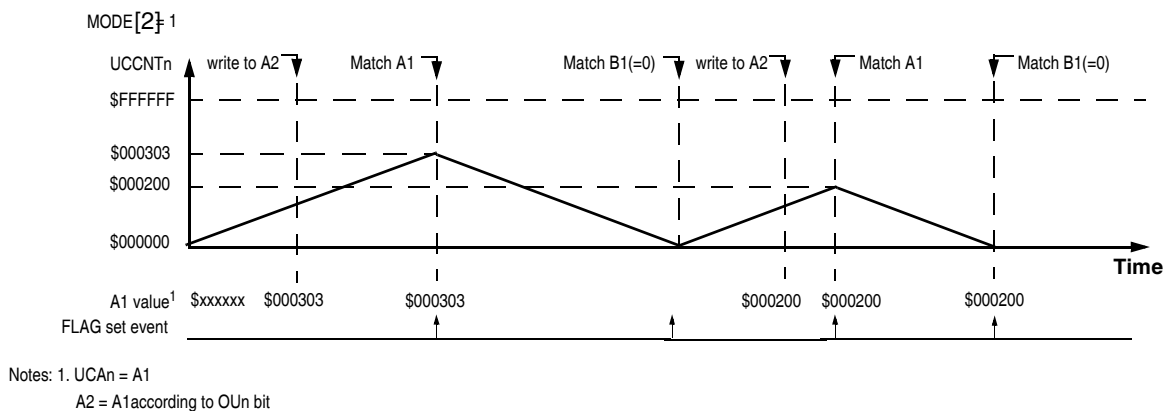 MODE[2]= 1
UCCNTn write to A2 Match A1 Match B1(=0) write to A2 Match A1 Match B1(=0)
$FFFFFF
$000303
$000200
$000000
Time
A1 value1 $xxxxxx $000303 $000303 $000200 $000200 $000200
FLAG set event
Notes: 1. UCAn = A1
A2 = A1according to OUn bit